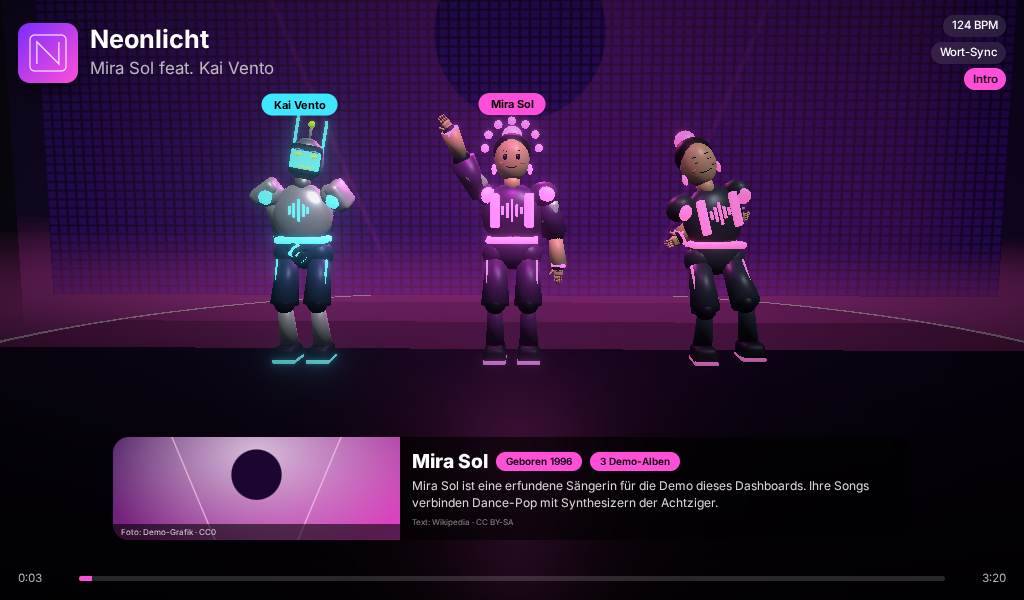 Neonlicht
Mira Sol feat. Kai Vento
124 BPM
Wort-Sync
Intro
Kai Vento
Mira Sol
Mira Sol
Geboren 1996
3 Demo-Alben
Mira Sol ist eine erfundene Sängerin für die Demo dieses Dashboards. Ihre Songs
verbinden Dance-Pop mit Synthesizern der Achtziger.
Text: Wikipedia · CC BY-SA
Foto: Demo-Grafik · CC0
0:03
3:20